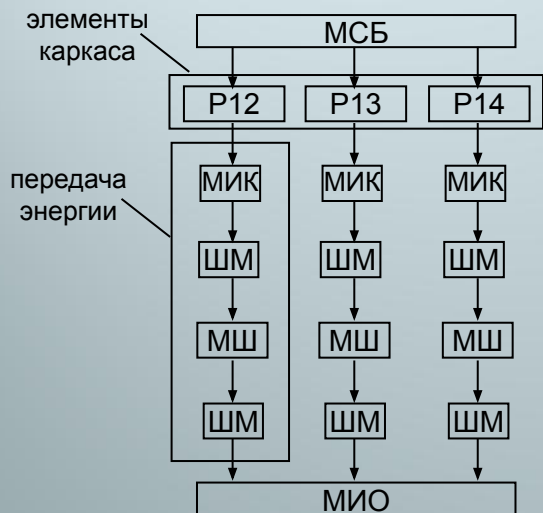 элементы
каркаса
МСБ
Р12 Р13 Р14
передача
энергии
МИК МИК МИК
ШМ ШМ ШМ
МШ МШ МШ
ШМ ШМ ШМ
МИО